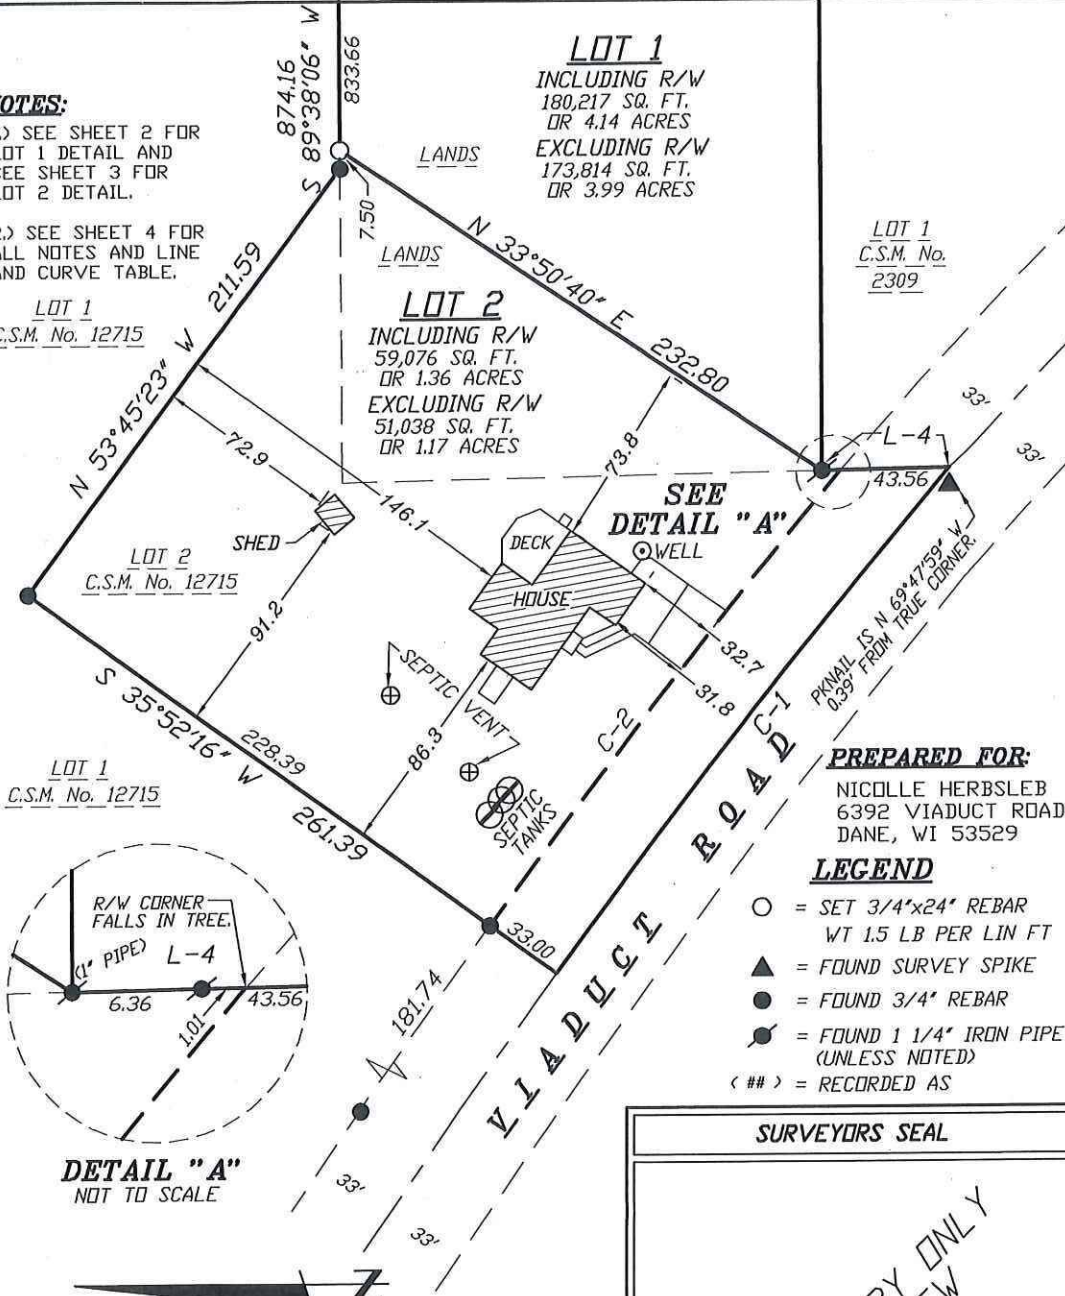 874.16
S 89°38'06" W
833.66
LOT 1
INCLUDING R/W
180,217 SQ. FT.
OR 4.14 ACRES
EXCLUDING R/W
173,814 SQ. FT.
OR 3.99 ACRES
OTES:
.) SEE SHEET 2 FOR
LOT 1 DETAIL AND
SEE SHEET 3 FOR
LOT 2 DETAIL.
2.) SEE SHEET 4 FOR
ALL NOTES AND LINE
AND CURVE TABLE.
LOT 1
C.S.M. No. 12715
LANDS
7.50
LANDS
N 33°50'40" E 232.80
LOT 1
C.S.M. No.
2309
N 53°45'23" W 211.59
LOT 2
INCLUDING R/W
59,076 SQ. FT.
OR 1.36 ACRES
EXCLUDING R/W
51,038 SQ. FT.
OR 1.17 ACRES
33'
33'
L-4
43.56
72.9
146.1
73.8
SEE
DETAIL "A"
SHED
DECK
WELL
HOUSE
LOT 2
C.S.M. No. 12715
91.2
SEPTIC VENT
32.7
31.8
PKNAIL IS N 69°47'59" W
0.39' FROM TRUE CORNER.
C-1
C-2
86.3
S 35°52'16" W
228.39
261.39
SEPTIC
TANKS
LOT 1
C.S.M. No. 12715
VIADUCT ROAD
PREPARED FOR:
NICOLLE HERBSLEB
6392 VIADUCT ROAD
DANE, WI 53529
LEGEND
= SET 3/4"x24" REBAR
WT 1.5 LB PER LIN FT
= FOUND SURVEY SPIKE
= FOUND 3/4" REBAR
= FOUND 1 1/4" IRON PIPE
(UNLESS NOTED)
( ## ) = RECORDED AS
33.00
181.74
R/W CORNER
FALLS IN TREE.
(1" PIPE)
L-4
6.36
43.56
1.01
DETAIL "A"
NOT TO SCALE
33'
33'
SURVEYORS SEAL
ONLY